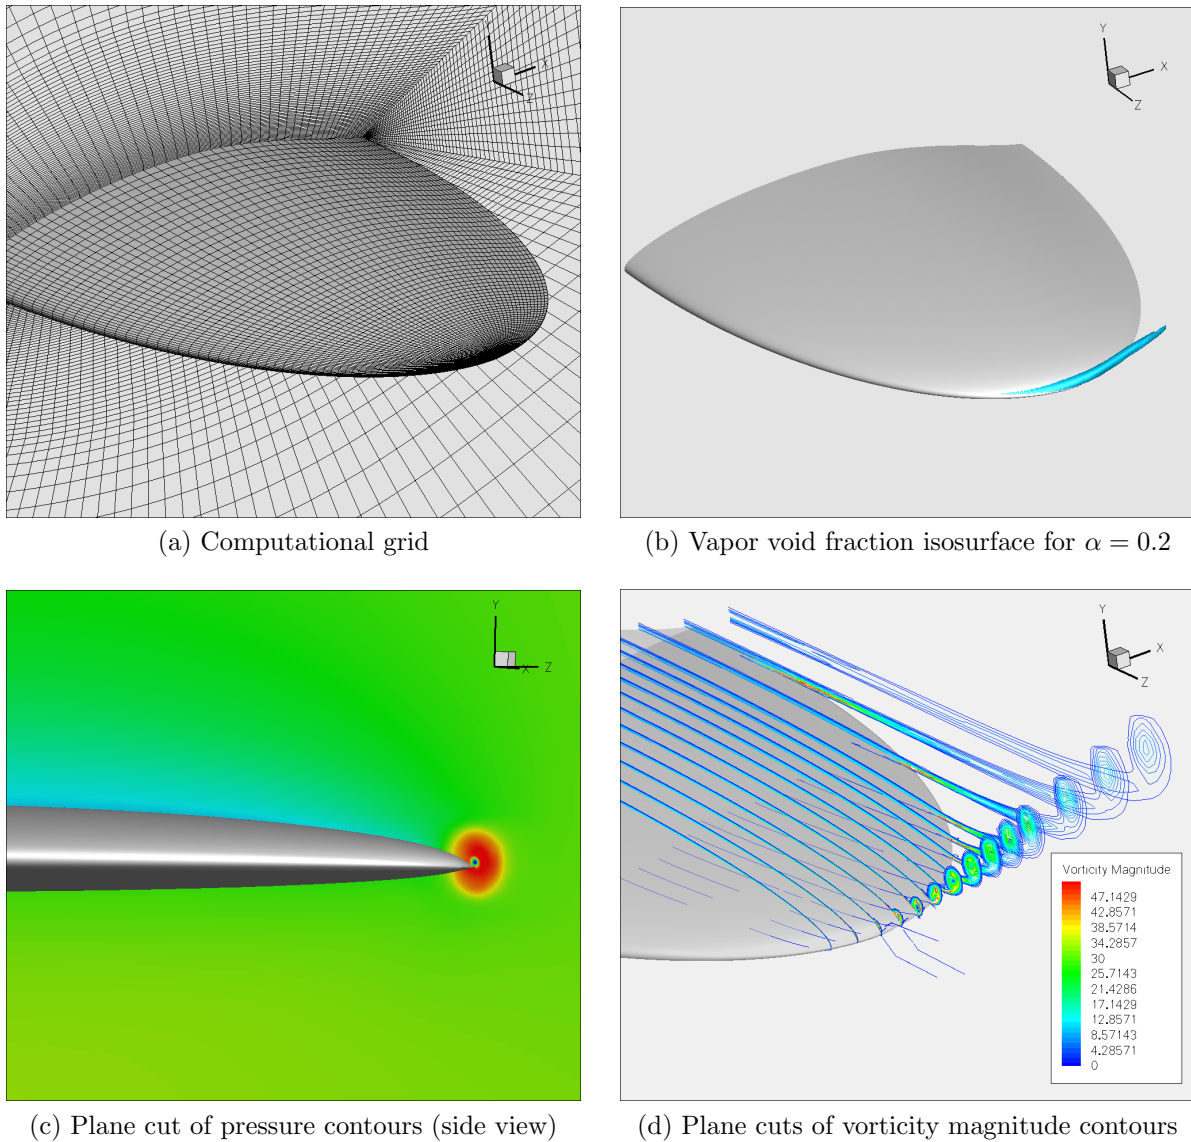 Y
X
Z
(a) Computational grid
Y
X
Z
(b) Vapor void fraction isosurface for α = 0.2
Y
X
Z
(c) Plane cut of pressure contours (side view)
Y
X
Z
Vorticity Magnitude
47.1429
42.8571
38.5714
34.2857
30
25.7143
21.4286
17.1429
12.8571
8.57143
4.28571
0
(d) Plane cuts of vorticity magnitude contours